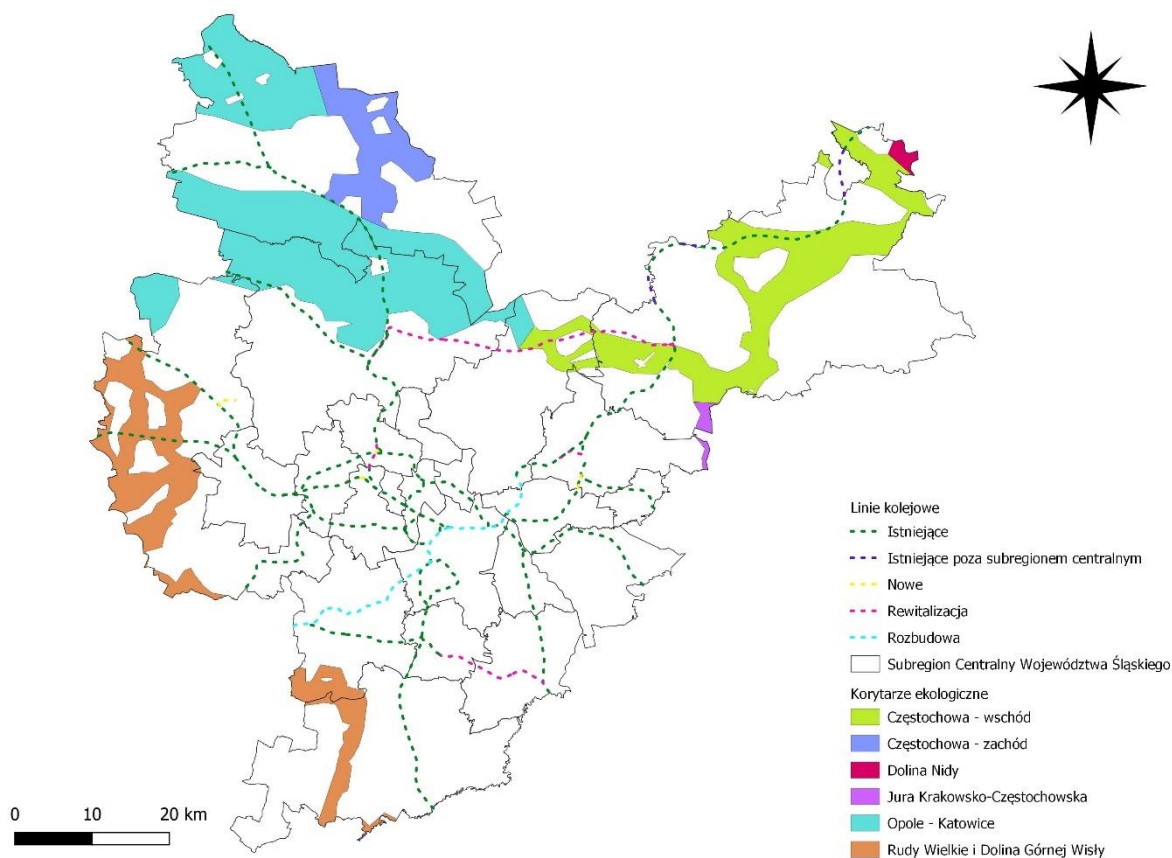 Linie kolejowe
Istniejące
Istniejące poza subregionem centralnym
Nowe
Rewitalizacja
Rozbudowa
Subregion Centralny Województwa Śląskiego
Korytarze ekologiczne
Częstochowa - wschód
Częstochowa - zachód
Dolina Nidy
Jura Krakowsko-Częstochowska
Opole - Katowice
Rudy Wielkie i Dolina Górnej Wisły
0 10 20 km